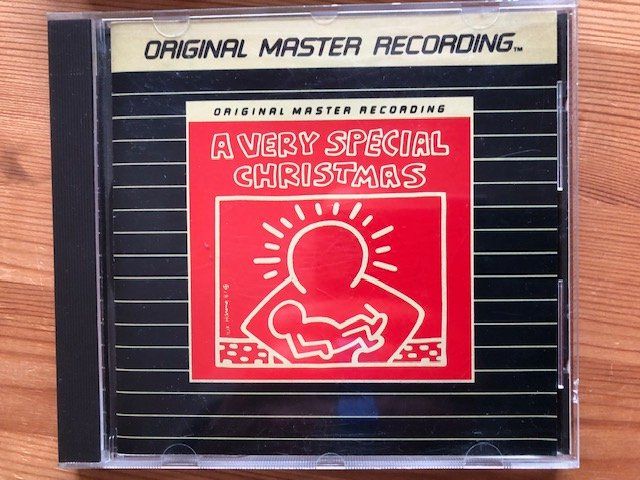 ORIGINAL MASTER RECORDING™
ORIGINAL MASTER RECORDING
A VERY SPECIAL
CHRISTMAS